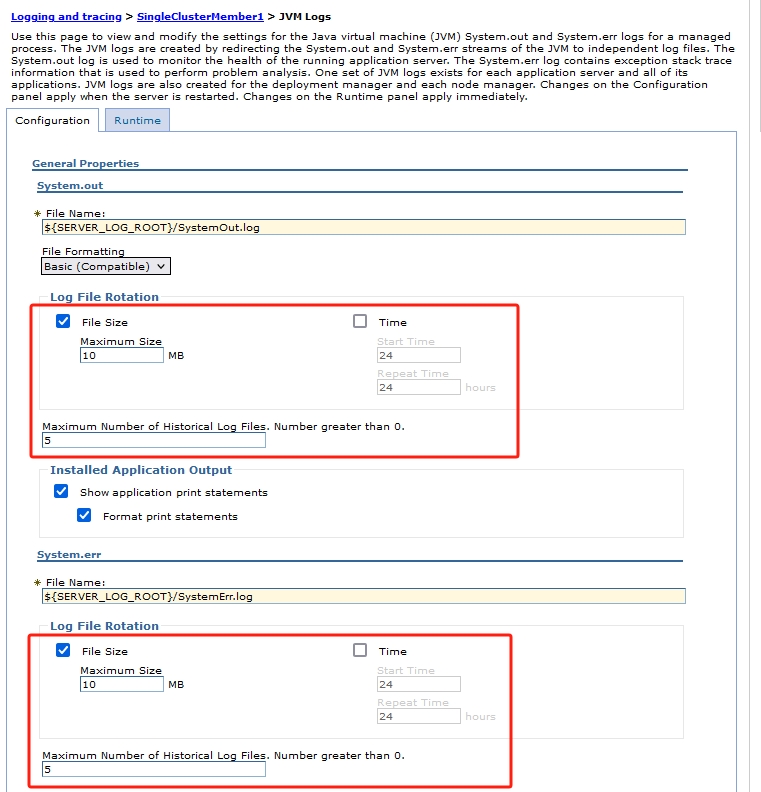 Logging and tracing > SingleClusterMember1 > JVM Logs
Use this page to view and modify the settings for the Java virtual machine (JVM) System.out and System.err logs for a managed
process. The JVM logs are created by redirecting the System.out and System.err streams of the JVM to independent log files. The
System.out log is used to monitor the health of the running application server. The System.err log contains exception stack trace
information that is used to perform problem analysis. One set of JVM logs exists for each application server and all of its
applications. JVM logs are also created for the deployment manager and each node manager. Changes on the Configuration
panel apply when the server is restarted. Changes on the Runtime panel apply immediately.
Configuration Runtime
General Properties
System.out
* File Name:
${SERVER_LOG_ROOT}/SystemOut.log
File Formatting
Basic (Compatible)
Log File Rotation
File Size Time
Maximum Size Start Time
10 MB 24
Repeat Time
24 hours
Maximum Number of Historical Log Files. Number greater than 0.
5
Installed Application Output
Show application print statements
Format print statements
System.err
* File Name:
${SERVER_LOG_ROOT}/SystemErr.log
Log File Rotation
File Size Time
Maximum Size Start Time
10 MB 24
Repeat Time
24 hours
Maximum Number of Historical Log Files. Number greater than 0.
5